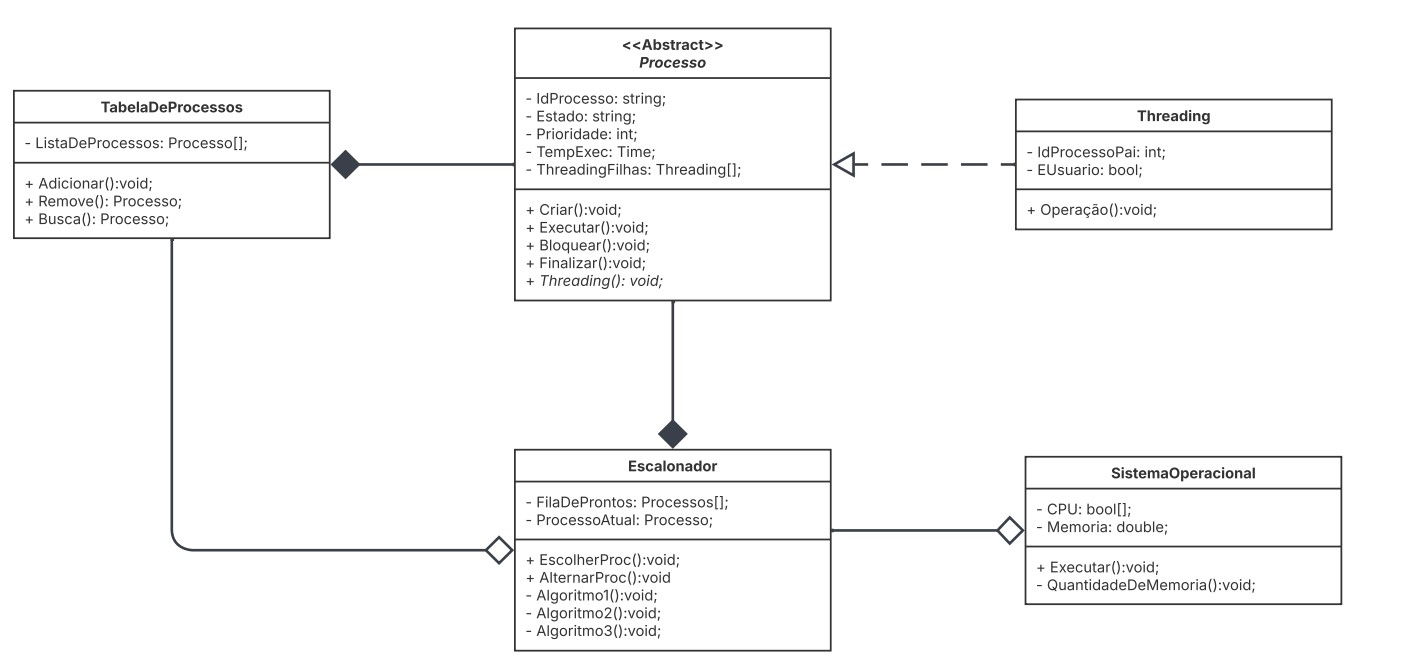 <<Abstract>>
Processo
- IdProcesso: string;
- Estado: string;
- Prioridade: int;
- TempExec: Time;
- ThreadingFilhas: Threading[];
+ Criar():void;
+ Executar():void;
+ Bloquear():void;
+ Finalizar():void;
+ Threading(): void;
TabelaDeProcessos
- ListaDeProcessos: Processo[];
+ Adicionar():void;
+ Remove(): Processo;
+ Busca(): Processo;
Threading
- IdProcessoPai: int;
- EUsuario: bool;
+ Operação():void;
Escalonador
- FilaDeProntos: Processos[];
- ProcessoAtual: Processo;
+ EscolherProc():void;
+ AlternarProc():void
- Algoritmo1():void;
- Algoritmo2():void;
- Algoritmo3():void;
SistemaOperacional
- CPU: bool[];
- Memoria: double;
+ Executar():void;
- QuantidadeDeMemoria():void;